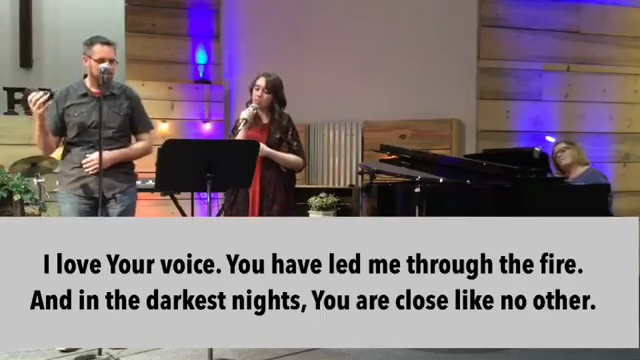 I love Your voice. You have led me through the fire.
And in the darkest nights, You are close like no other.